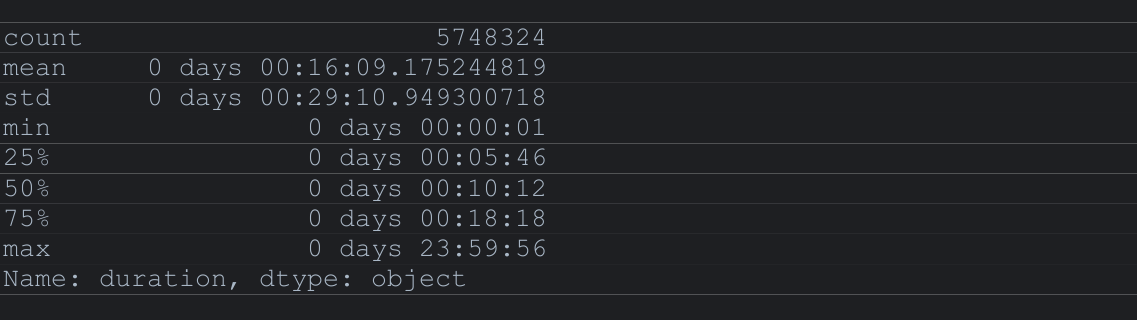 count 5748324
mean 0 days 00:16:09.175244819
std 0 days 00:29:10.949300718
min 0 days 00:00:01
25% 0 days 00:05:46
50% 0 days 00:10:12
75% 0 days 00:18:18
max 0 days 23:59:56
Name: duration, dtype: object